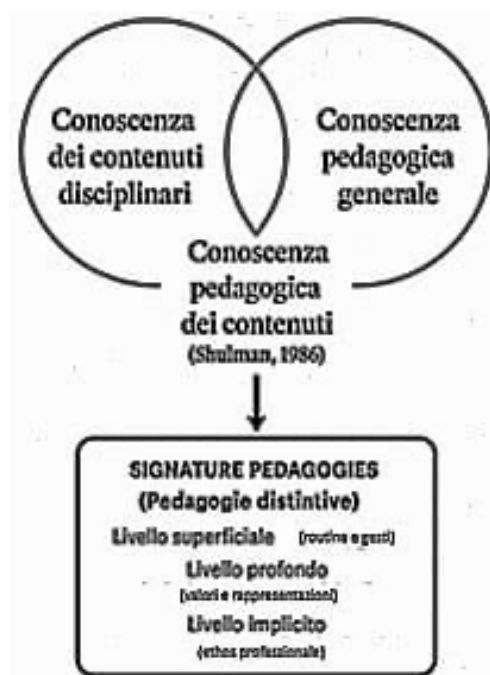 Conoscenza
dei contenuti
disciplinari
Conoscenza
pedagogica
generale
Conoscenza
pedagogica
dei contenuti
(Shulman, 1986)
SIGNATURE PEDAGOGIES
(Pedagogie distintive)
Livello superficiale (routine e gesti)
Livello profondo
(valori e rappresentazioni)
Livello implicito
(ethos professionale)